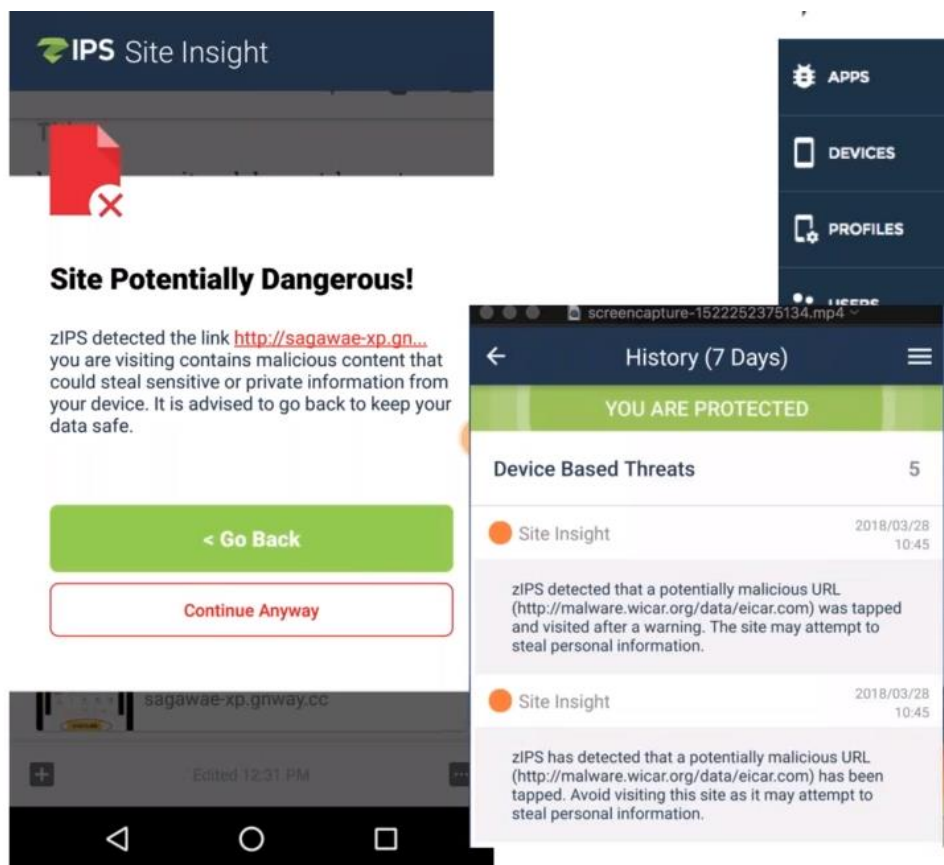 zIPS Site Insight
Site Potentially Dangerous!
zIPS detected the link http://sagawae-xp.gn...
you are visiting contains malicious content that
could steal sensitive or private information from
your device. It is advised to go back to keep your
data safe.
< Go Back
Continue Anyway
sagawae-xp.gnway.cc
Edited 12:31 PM
APPS
DEVICES
PROFILES
USERS
screencapture-1522252375134.mp4
History (7 Days)
YOU ARE PROTECTED
Device Based Threats 5
Site Insight 2018/03/28
10:45
zIPS detected that a potentially malicious URL
(http://malware.wicar.org/data/eicar.com) was tapped
and visited after a warning. The site may attempt to
steal personal information.
Site Insight 2018/03/28
10:45
zIPS has detected that a potentially malicious URL
(http://malware.wicar.org/data/eicar.com) has been
tapped. Avoid visiting this site as it may attempt to
steal personal information.